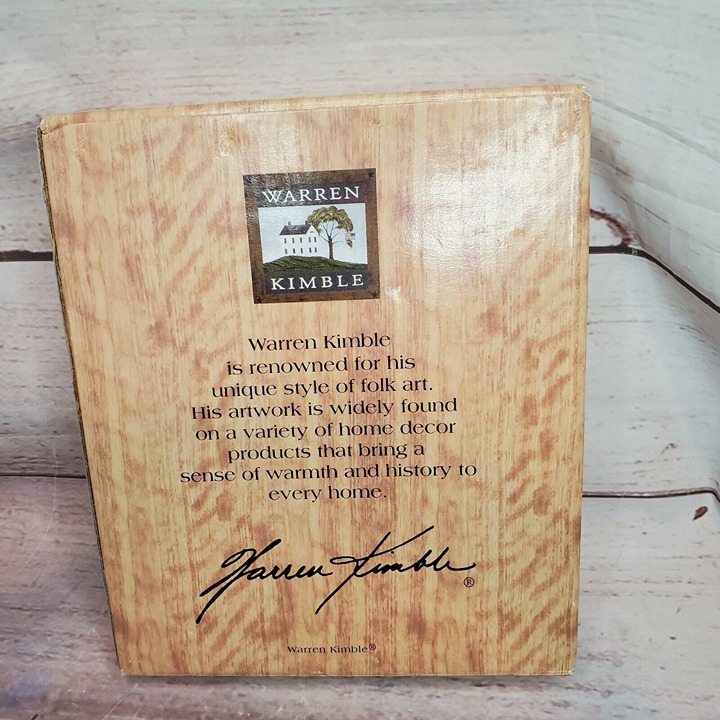 WARREN
KIMBLE
Warren Kimble
is renowned for his
unique style of folk art.
His artwork is widely found
on a variety of home decor
products that bring a
sense of warmth and history to
every home.
Warren Kimble ®
Warren Kimble®